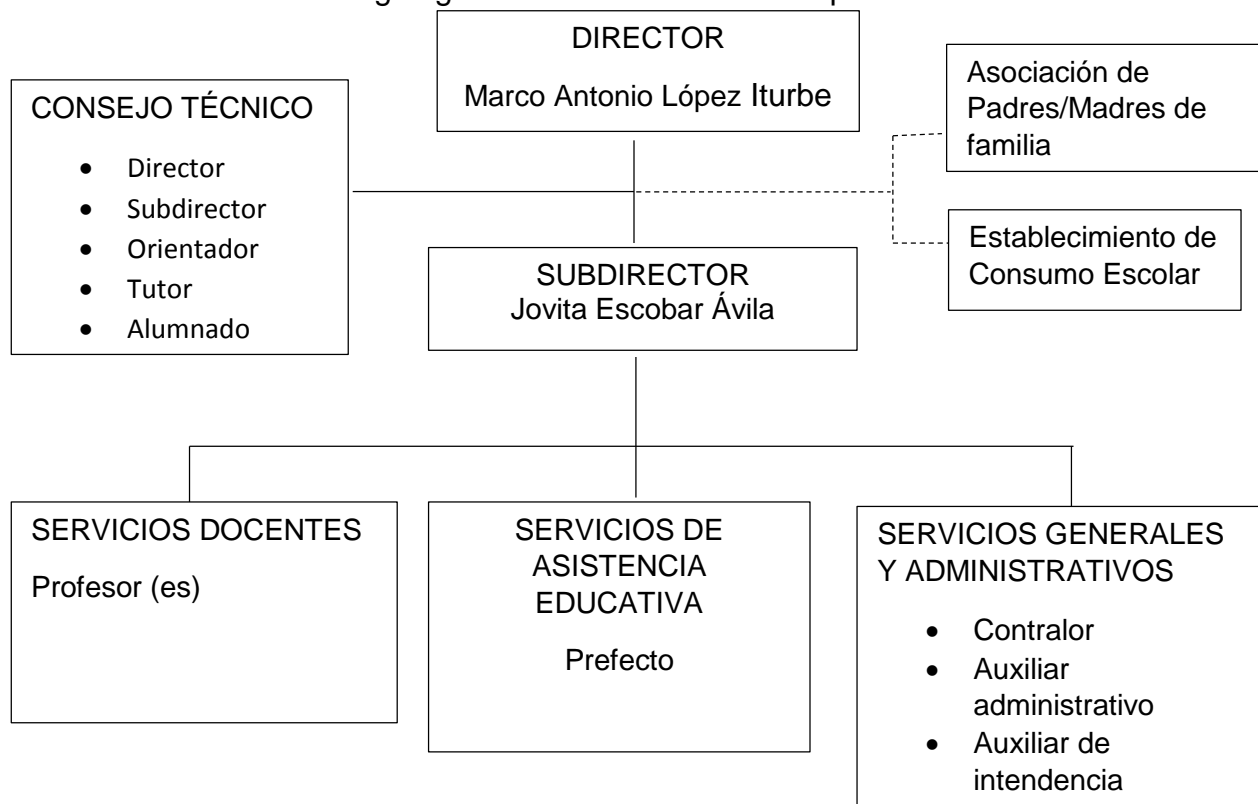 DIRECTOR
Marco Antonio López Iturbe
CONSEJO TÉCNICO
• Director
• Subdirector
• Orientador
• Tutor
• Alumnado
Asociación de
Padres/Madres de
familia
Establecimiento de
Consumo Escolar
SUBDIRECTOR
Jovita Escobar Ávila
SERVICIOS DOCENTES
Profesor (es)
SERVICIOS DE
ASISTENCIA
EDUCATIVA
Prefecto
SERVICIOS GENERALES
Y ADMINISTRATIVOS
• Contralor
• Auxiliar
administrativo
• Auxiliar de
intendencia